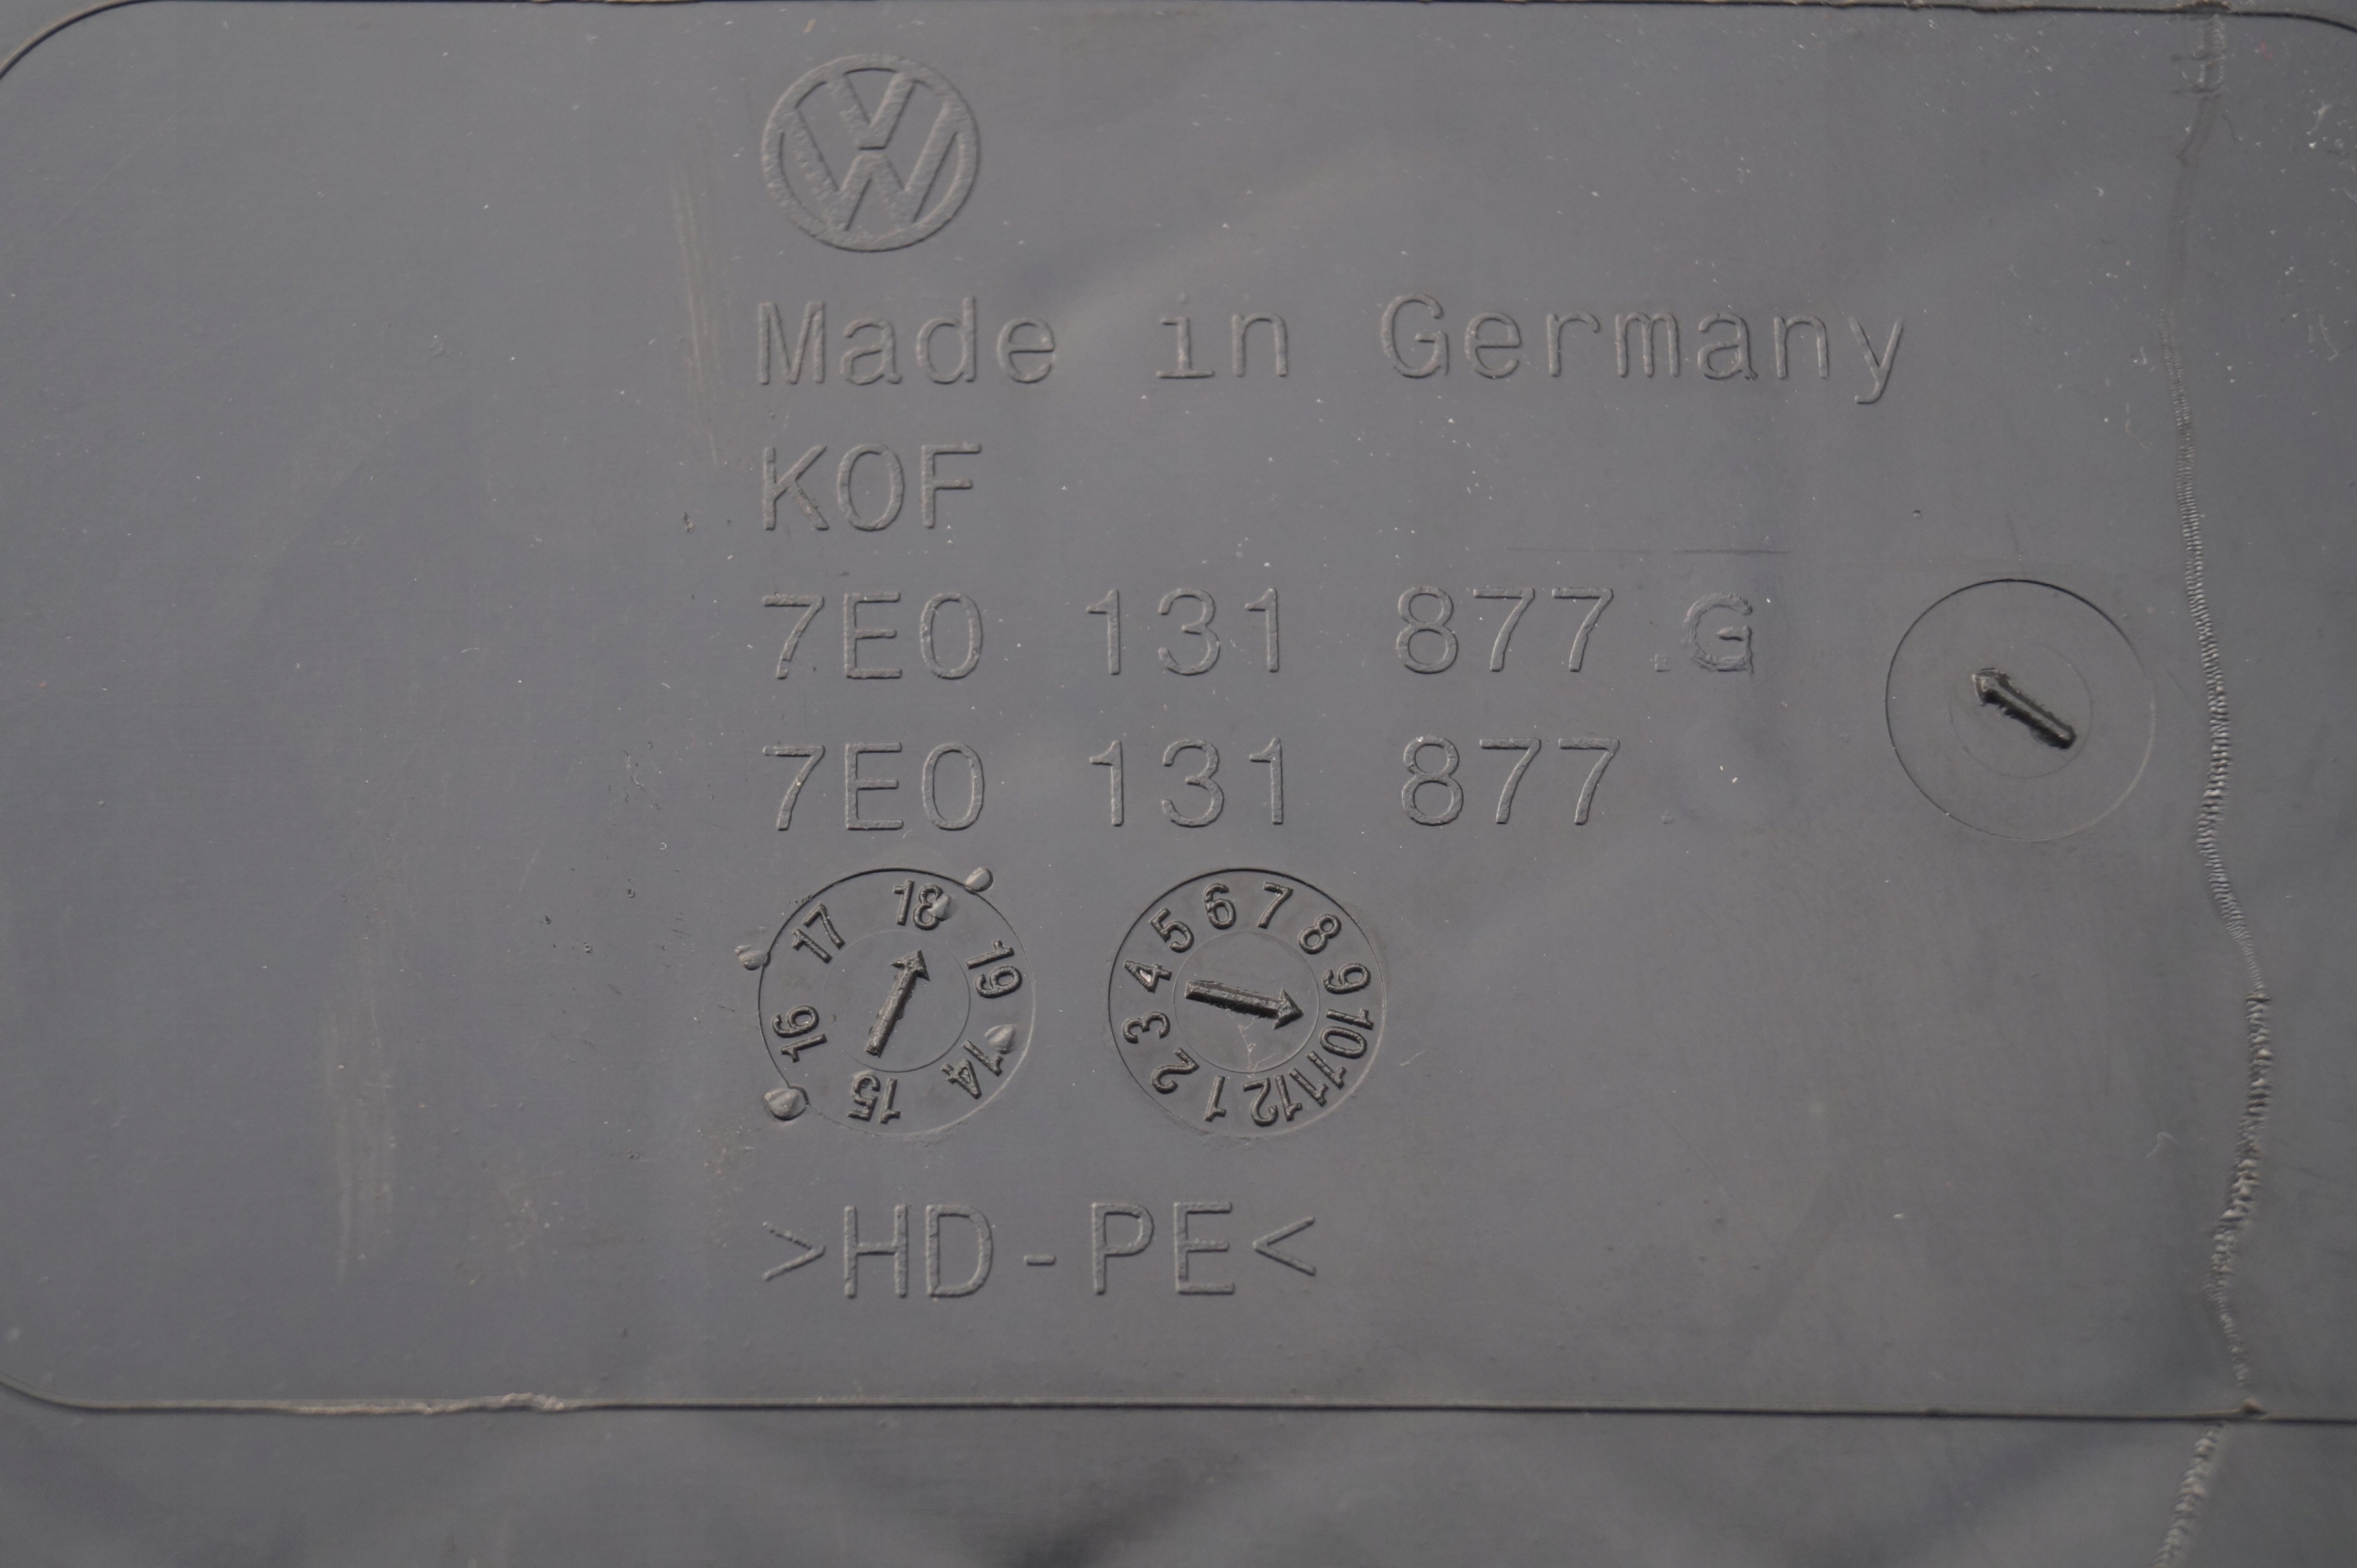 Made in Germany
KOF
7E0 131 877.G
7E0 131 877.
14 15 16 17 18 19
1 2 3 4 5 6 7 8 9 10 11 12
>HD-PE<